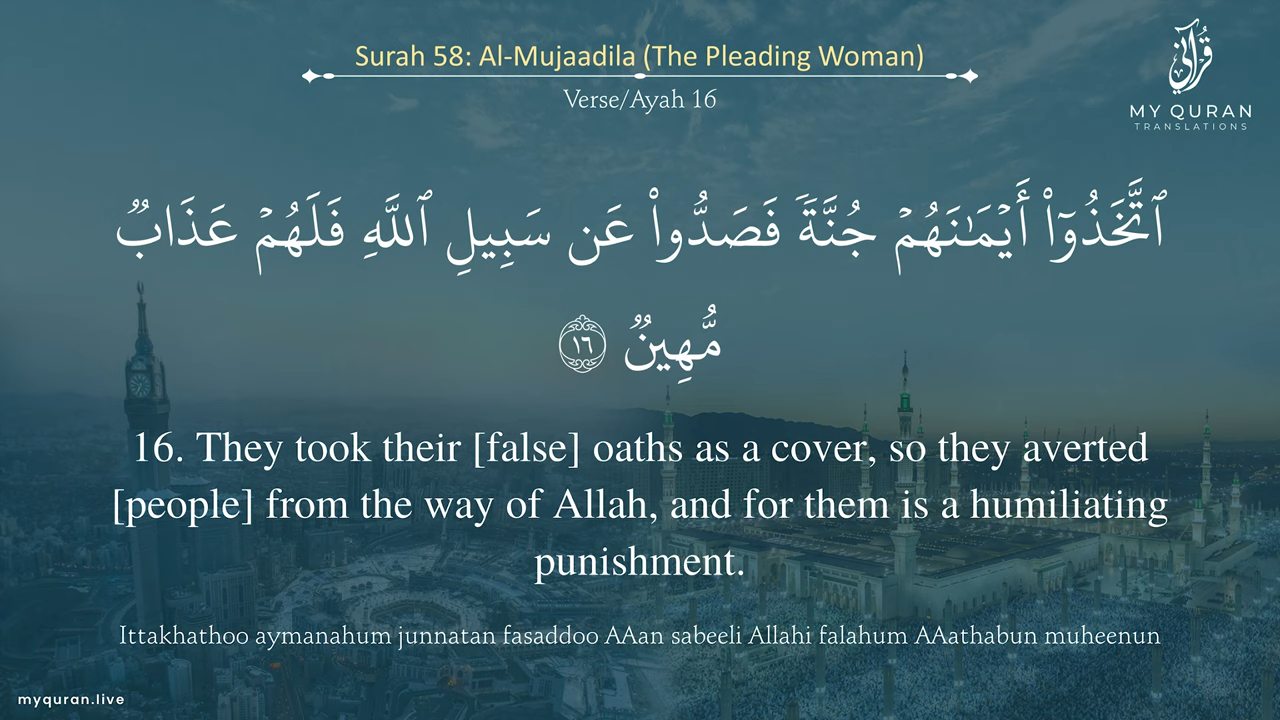 Surah 58: Al-Mujaadila (The Pleading Woman)
Verse/Ayah 16
قرآني
MY QURAN
TRANSLATIONS
ٱتَّخَذُوٓا۟ أَيْمَـٰنَهُمْ جُنَّةً فَصَدُّوا۟ عَن سَبِيلِ ٱللَّهِ فَلَهُمْ عَذَابٌ
مُّهِينٌ ١٦
16. They took their [false] oaths as a cover, so they averted
[people] from the way of Allah, and for them is a humiliating
punishment.
Ittakhathoo aymanahum junnatan fasaddoo AAan sabeeli Allahi falahum AAathabun muheenun
myquran.live